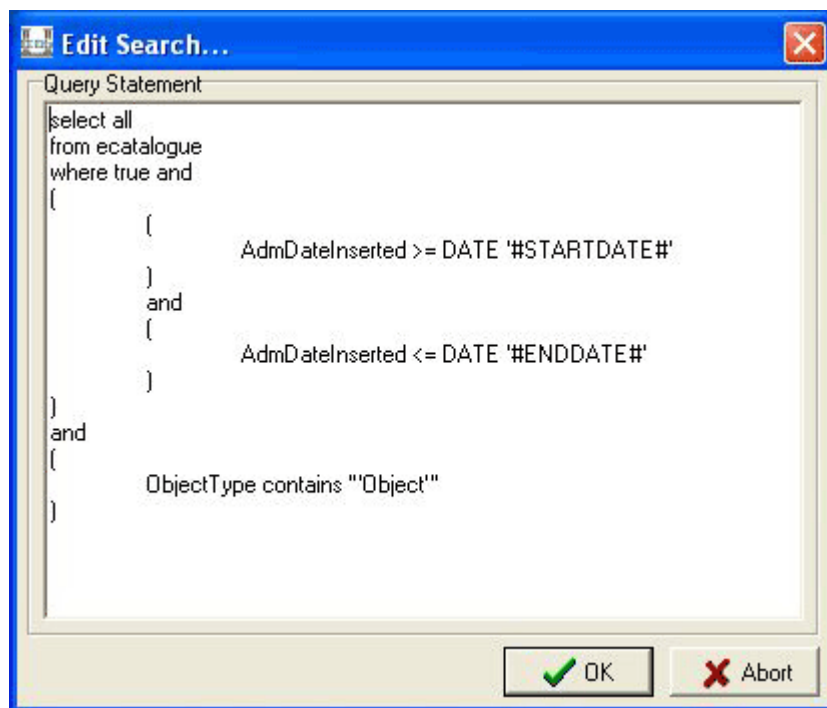 Edit Search...
Query Statement
select all
from ecatalogue
where true and
(
(
AdmDateInserted >= DATE '#STARTDATE#'
)
and
(
AdmDateInserted <= DATE '#ENDDATE#'
)
)
and
(
ObjectType contains "'Object'"
)
OK
Abort